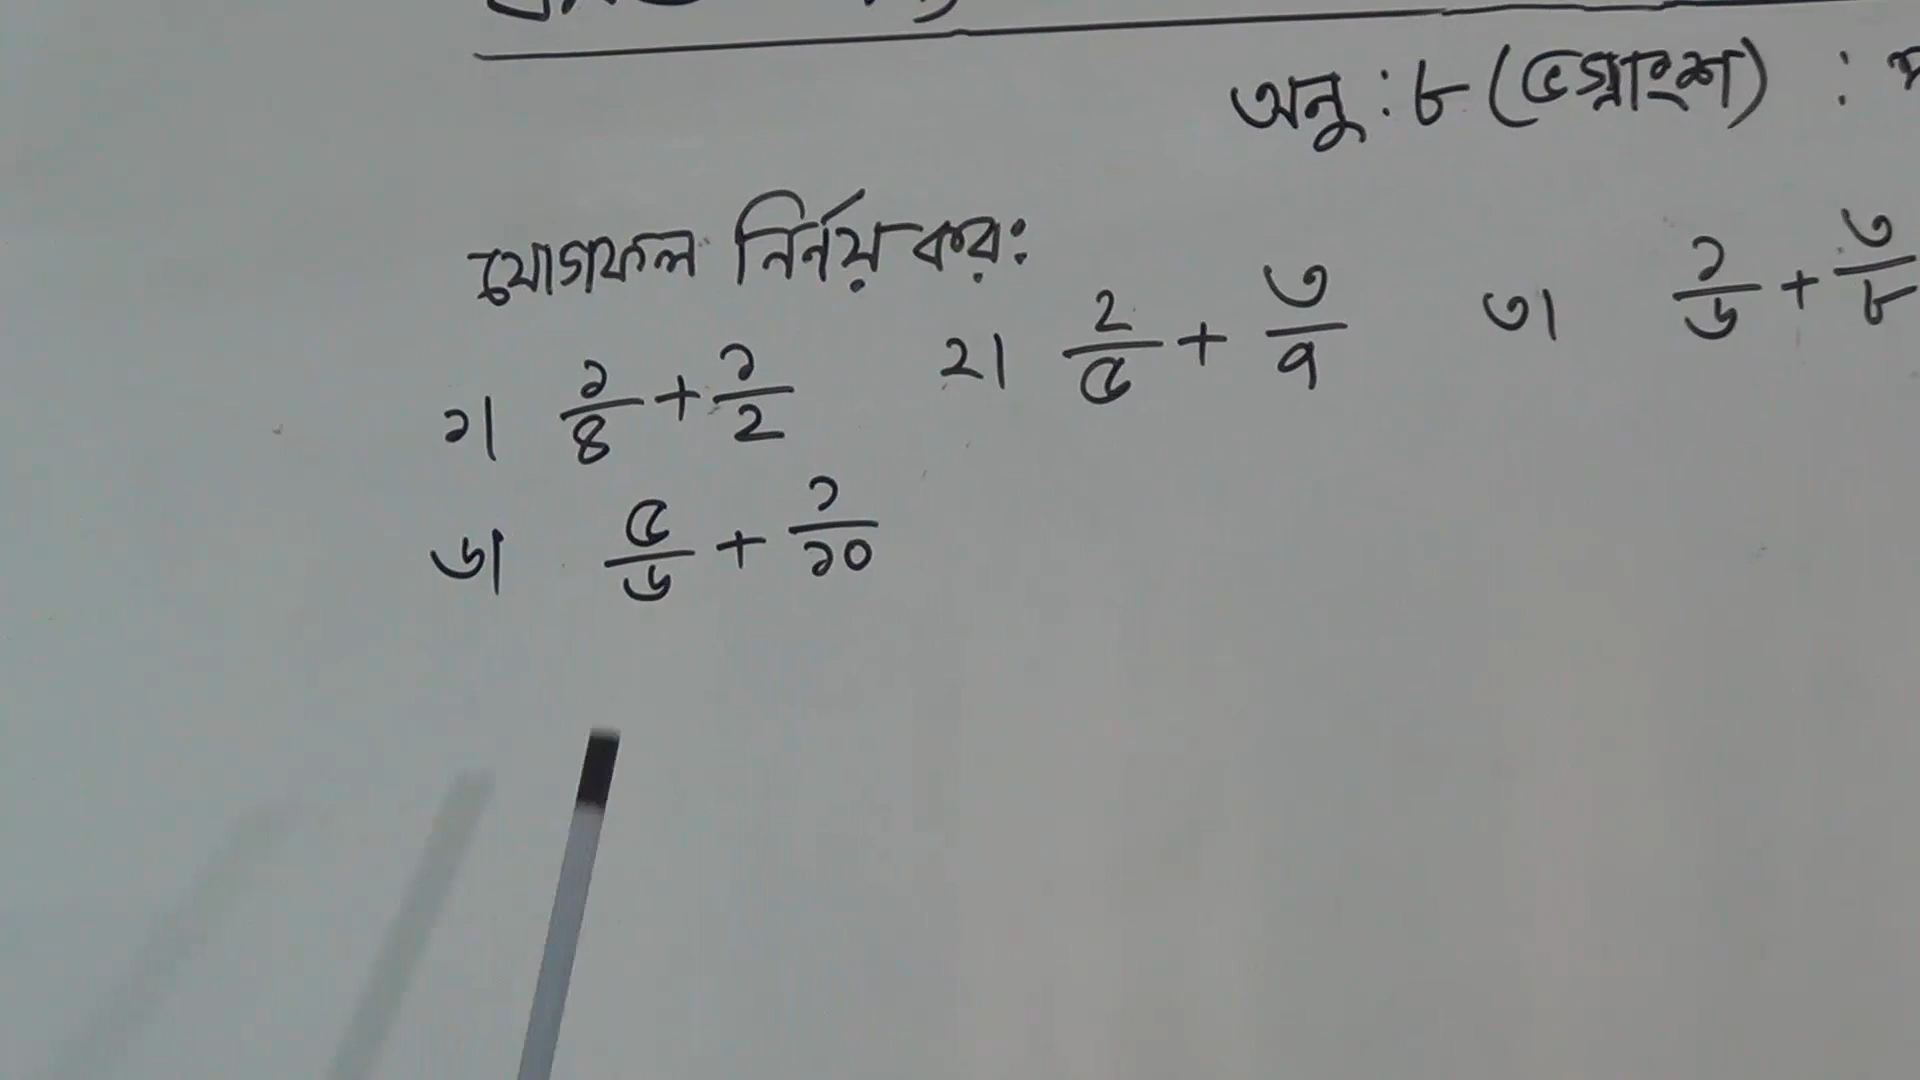 অনু: ৮ (ভগ্নাংশ) :
যোগফল নির্নয় কর:
১। ১/৪ + ১/২ ২। ২/৫ + ৩/৭ ৩। ১/৬ + ৩/৮
৬। ৫/৬ + ১/১০